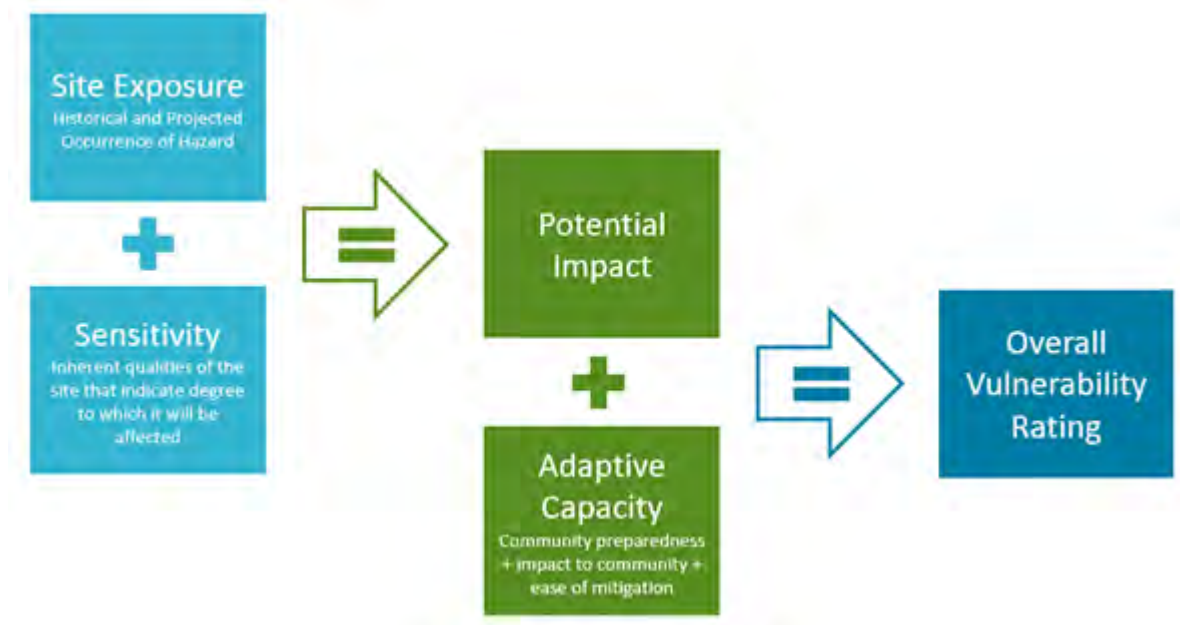 Site Exposure
Historical and Projected
Occurrence of Hazard
Sensitivity
Inherent qualities of the
site that indicate degree
to which it will be
affected
Potential
Impact
Adaptive
Capacity
Community preparedness
+ impact to community +
ease of mitigation
Overall
Vulnerability
Rating